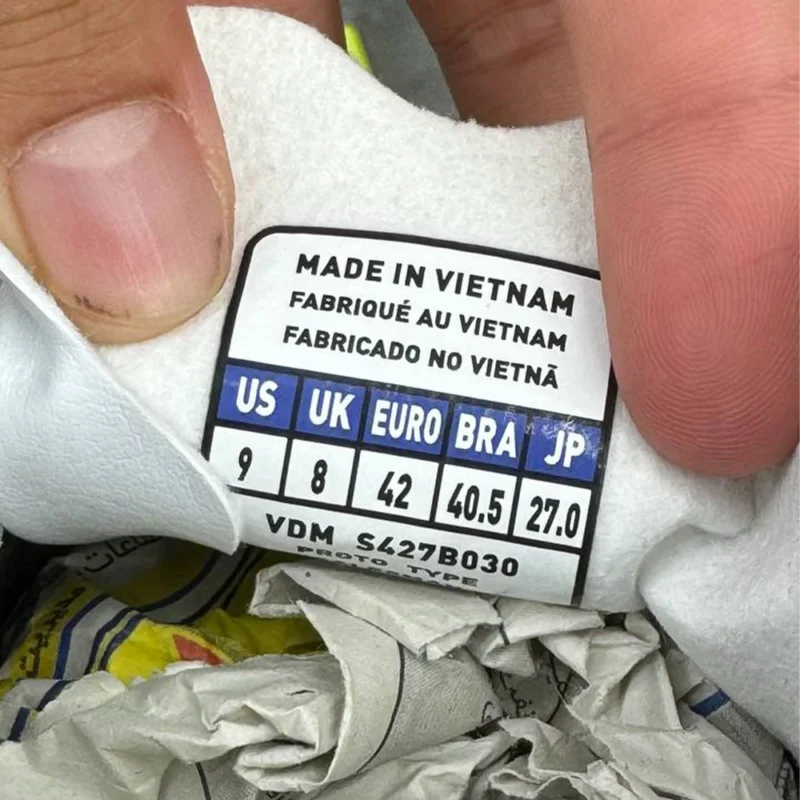 MADE IN VIETNAM
FABRIQUÉ AU VIETNAM
FABRICADO NO VIETNÃ
US UK EURO BRA JP
9 8 42 40.5 27.0
VDM S427B030
PROTO TYPE